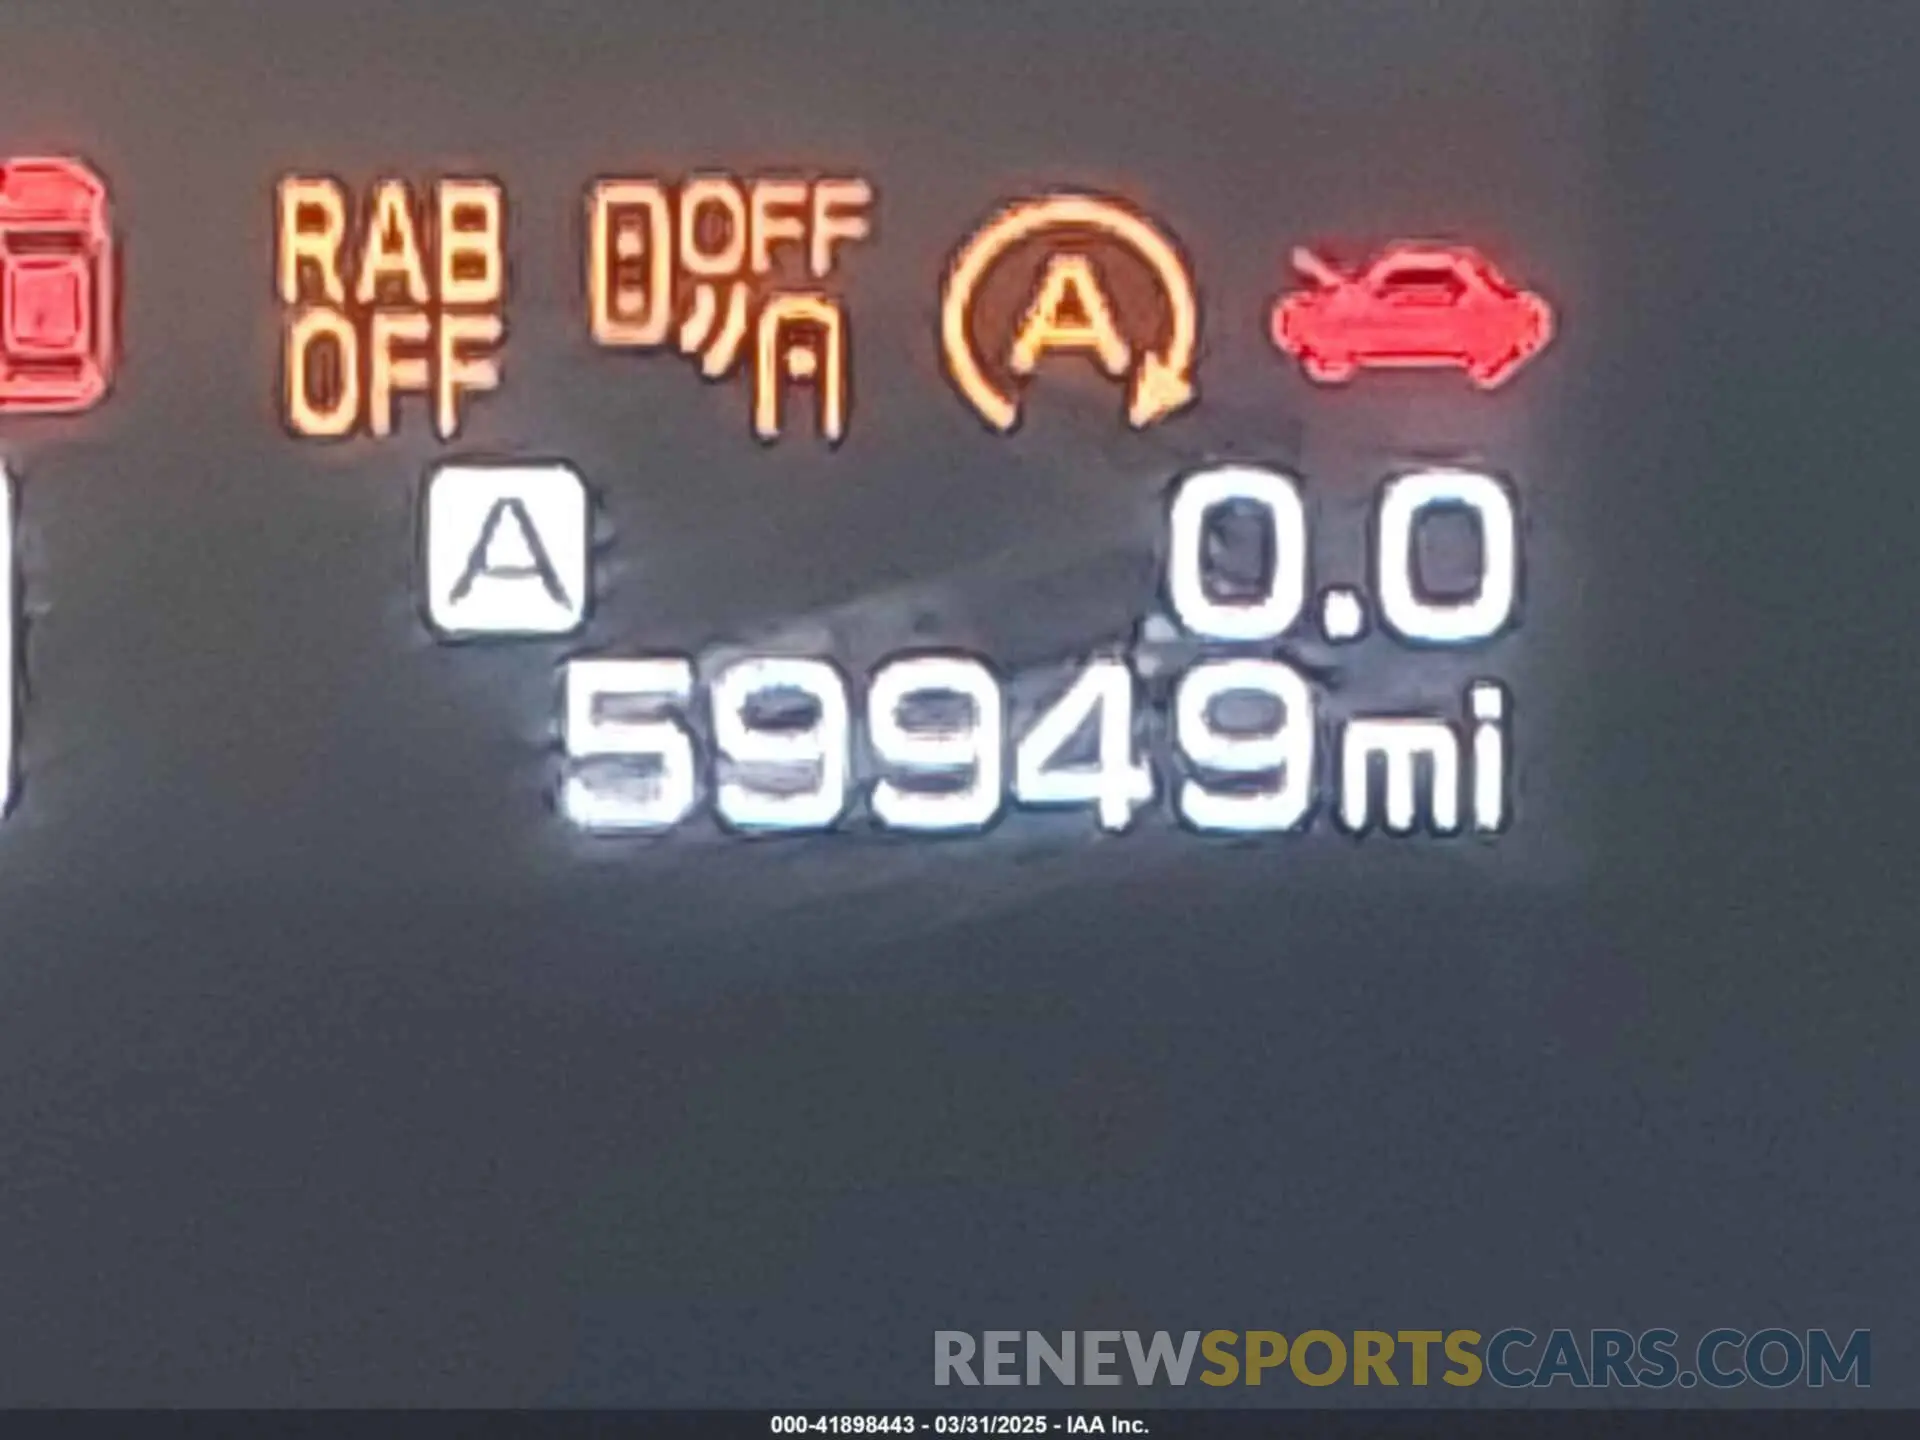 RAB OFF
OFF
A
A 0.0
59949mi
RENEWSPORTSCARS.COM
000-41898443 - 03/31/2025 - IAA Inc.